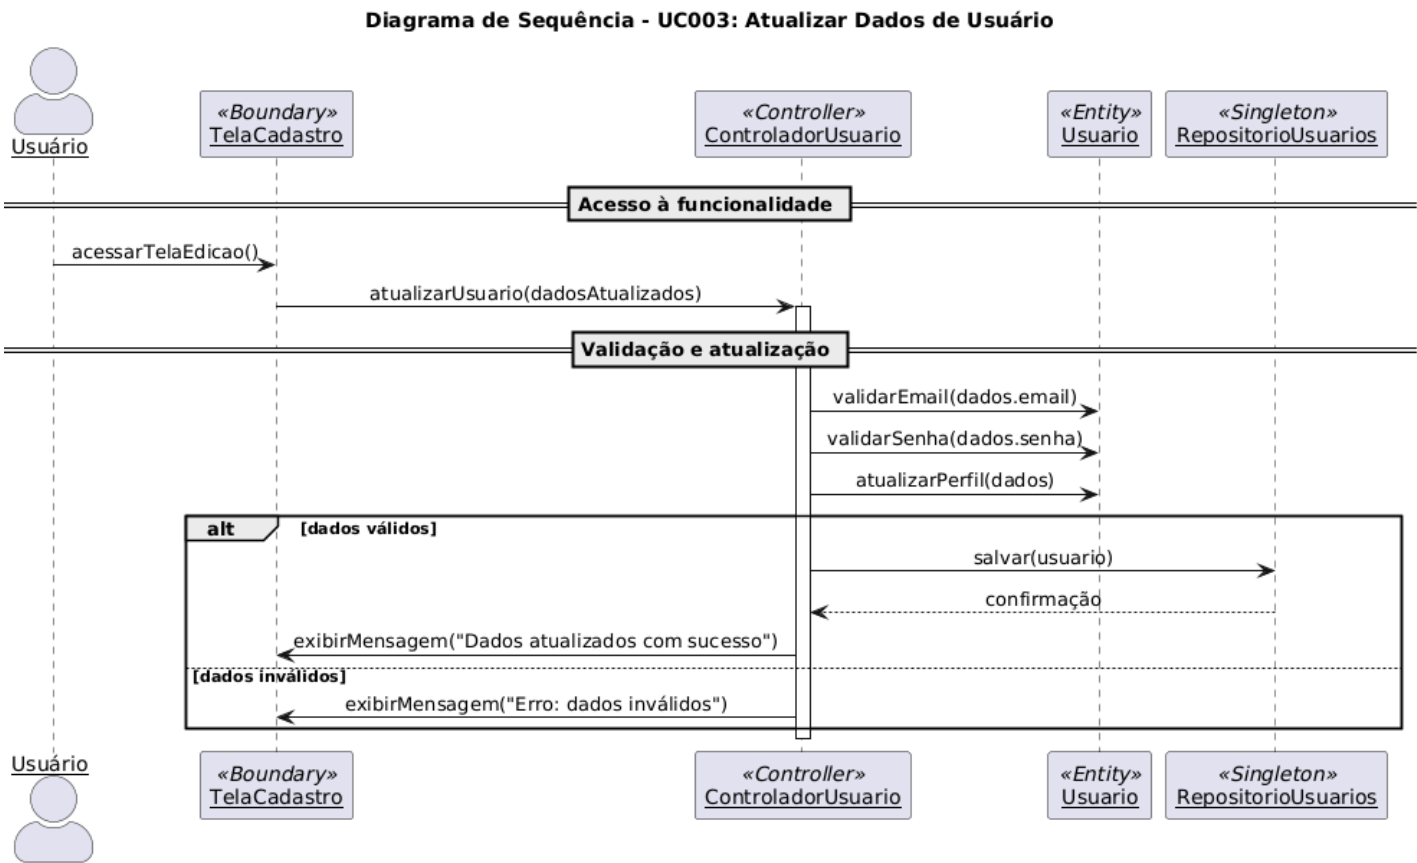 Diagrama de Sequência - UC003: Atualizar Dados de Usuário
Usuário
«Boundary»
TelaCadastro
«Controller»
ControladorUsuario
«Entity»
Usuario
«Singleton»
RepositorioUsuarios
Acesso à funcionalidade
acessarTelaEdicao()
atualizarUsuario(dadosAtualizados)
Validação e atualização
validarEmail(dados.email)
validarSenha(dados.senha)
atualizarPerfil(dados)
alt
[dados válidos]
salvar(usuario)
confirmação
exibirMensagem("Dados atualizados com sucesso")
[dados inválidos]
exibirMensagem("Erro: dados inválidos")
Usuário
«Boundary»
TelaCadastro
«Controller»
ControladorUsuario
«Entity»
Usuario
«Singleton»
RepositorioUsuarios